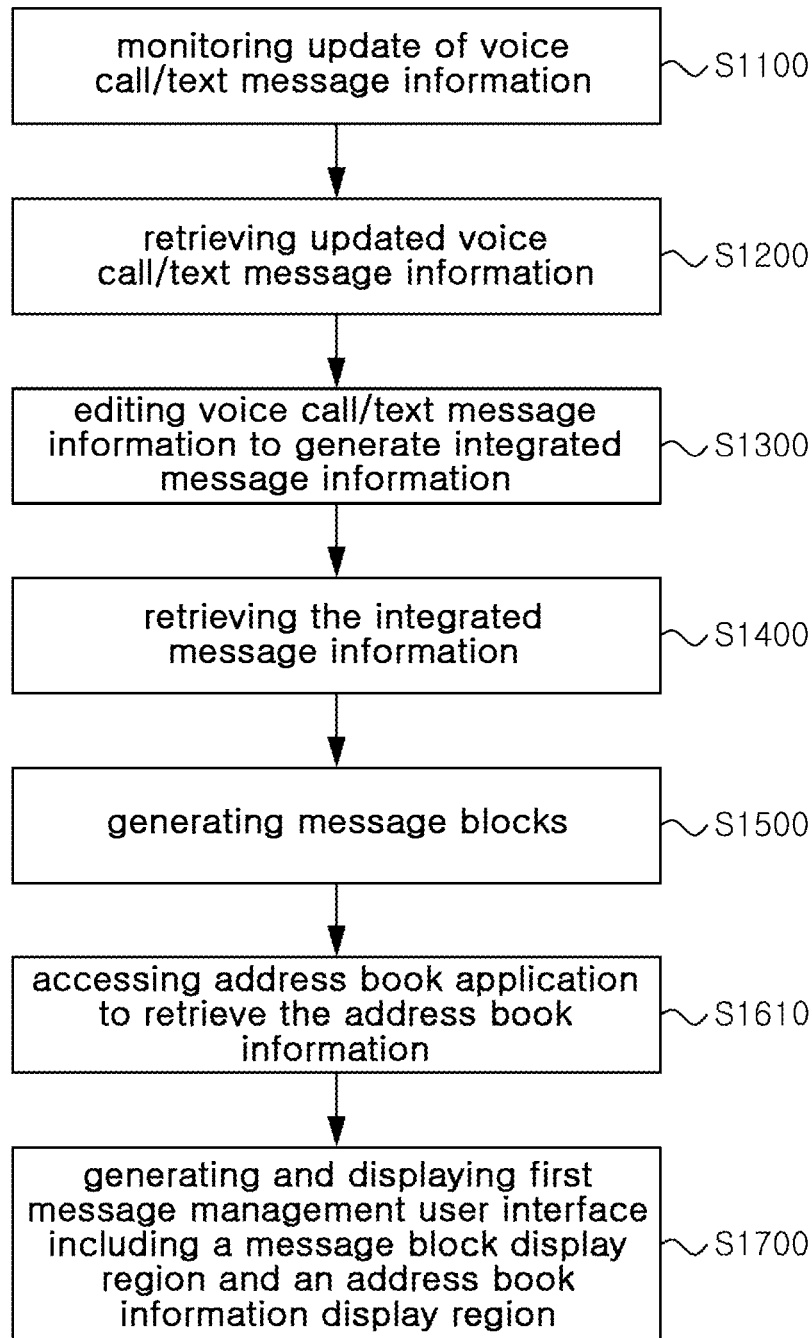 monitoring update of voice
call/text message information
S1100
retrieving updated voice
call/text message information
S1200
editing voice call/text message
information to generate integrated
message information
S1300
retrieving the integrated
message information
S1400
generating message blocks
S1500
accessing address book application
to retrieve the address book
information
S1610
generating and displaying first
message management user interface
including a message block display
region and an address book
information display region
S1700